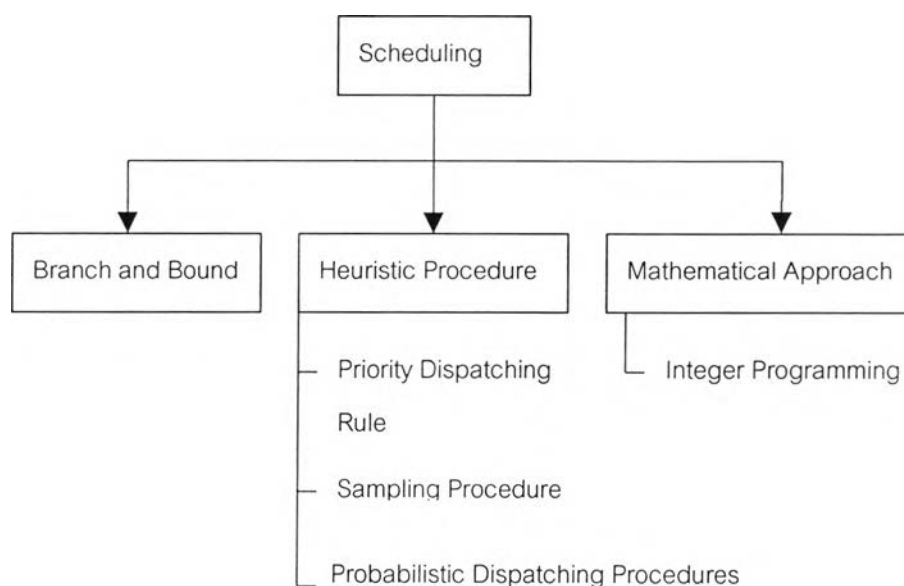 Scheduling
Branch and Bound
Heuristic Procedure
Mathematical Approach
Priority Dispatching
Rule
Integer Programming
Sampling Procedure
Probabilistic Dispatching Procedures